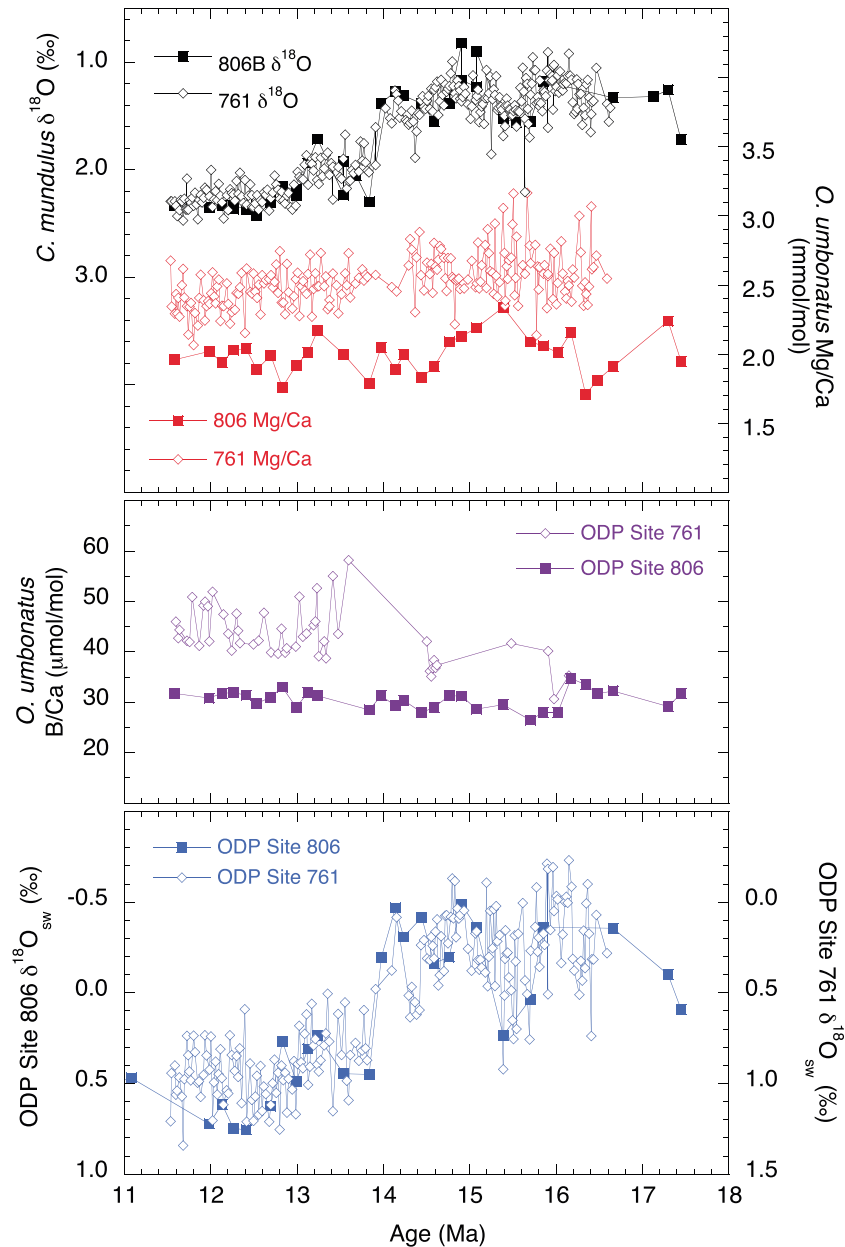 C. mundulus δ18O (‰)
1.0
2.0
3.0
806B δ18O
761 δ18O
806 Mg/Ca
761 Mg/Ca
3.5
3.0
2.5
2.0
1.5
O. umbonatus Mg/Ca
(mmol/mol)
O. umbonatus
B/Ca (μmol/mol)
60
50
40
30
20
ODP Site 761
ODP Site 806
ODP Site 806 δ18Osw (‰)
-0.5
0.0
0.5
1.0
ODP Site 806
ODP Site 761
0.0
0.5
1.0
1.5
ODP Site 761 δ18Osw (‰)
11 12 13 14 15 16 17 18
Age (Ma)